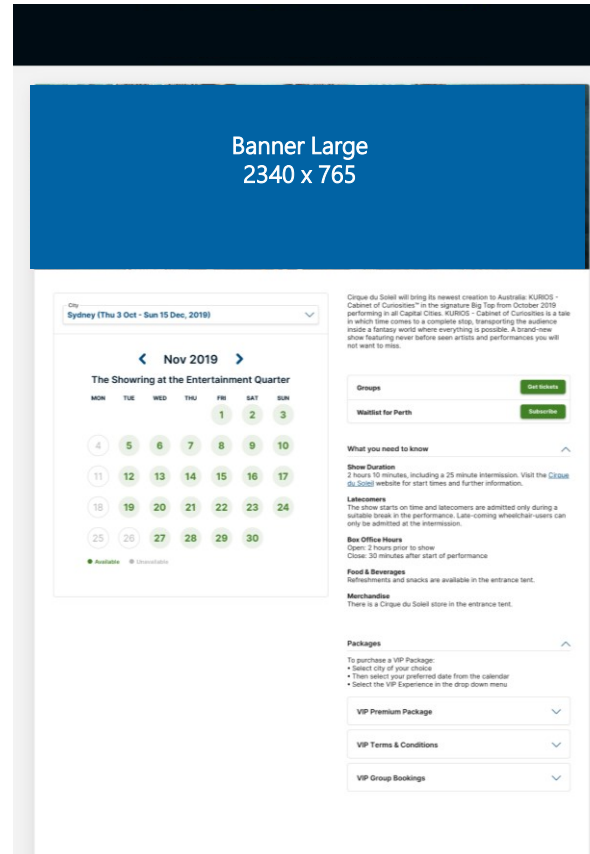 Banner Large
2340 x 765
City
Sydney (Thu 3 Oct - Sun 15 Dec, 2019)
Nov 2019
The Showring at the Entertainment Quarter
MON TUE WED THU FRI SAT SUN
1 2 3
4 5 6 7 8 9 10
11 12 13 14 15 16 17
18 19 20 21 22 23 24
25 26 27 28 29 30
Available Unavailable
Cirque du Soleil will bring its newest creation to Australia: KURIOS -
Cabinet of Curiosities™ in the signature Big Top from October 2019
performing in all Capital Cities. KURIOS - Cabinet of Curiosities is a tale
in which time comes to a complete stop, transporting the audience
inside a fantasy world where everything is possible. A brand-new
show featuring never before seen artists and performances you will
not want to miss.
Groups Get tickets
Waitlist for Perth Subscribe
What you need to know
Show Duration
2 hours 10 minutes, including a 25 minute intermission. Visit the Cirque
du Soleil website for start times and further information.
Latecomers
The show starts on time and latecomers are admitted only during a
suitable break in the performance. Late-coming wheelchair-users can
only be admitted at the intermission.
Box Office Hours
Open: 2 hours prior to show
Close: 30 minutes after start of performance
Food & Beverages
Refreshments and snacks are available in the entrance tent.
Merchandise
There is a Cirque du Soleil store in the entrance tent.
Packages
To purchase a VIP Package:
• Select city of your choice
• Then select your preferred date from the calendar
• Select the VIP Experience in the drop down menu
VIP Premium Package
VIP Terms & Conditions
VIP Group Bookings